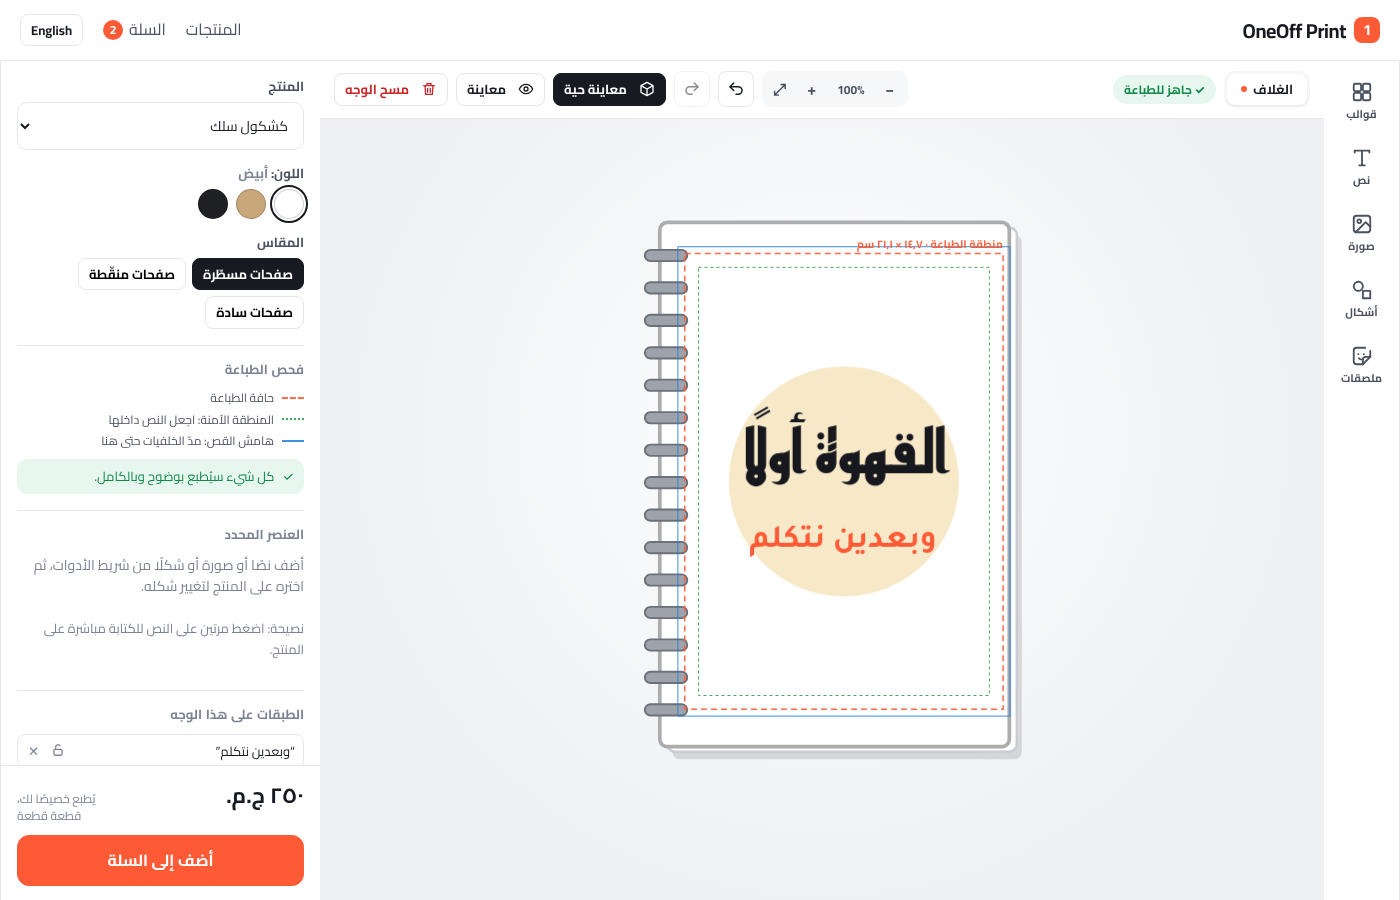 1 OneOff Print
المنتجات
السلة 2
English
قوالب
نص
صورة
أشكال
ملصقات
الغلاف
✓ جاهز للطباعة
− 100% +
معاينة حية
معاينة
مسح الوجه
منطقة الطباعة · ١٤٫٧ × ٢١٫١ سم
القهوة أولًا
وبعدين نتكلم
المنتج
كشكول سلك
اللون: أبيض
المقاس
صفحات مسطّرة
صفحات منقّطة
صفحات سادة
فحص الطباعة
حافة الطباعة
المنطقة الآمنة: اجعل النص داخلها
هامش القص: مدّ الخلفيات حتى هنا
✓ كل شيء سيُطبع بوضوح وبالكامل.
العنصر المحدد
أضف نصًا أو صورة أو شكلًا من شريط الأدوات، ثم
اختره على المنتج لتغيير شكله.
نصيحة: اضغط مرتين على النص للكتابة مباشرة على
المنتج.
الطبقات على هذا الوجه
"وبعدين نتكلم"
٢٥٠ ج.م.
يُطبع خصيصًا لك،
قطعة قطعة
أضف إلى السلة